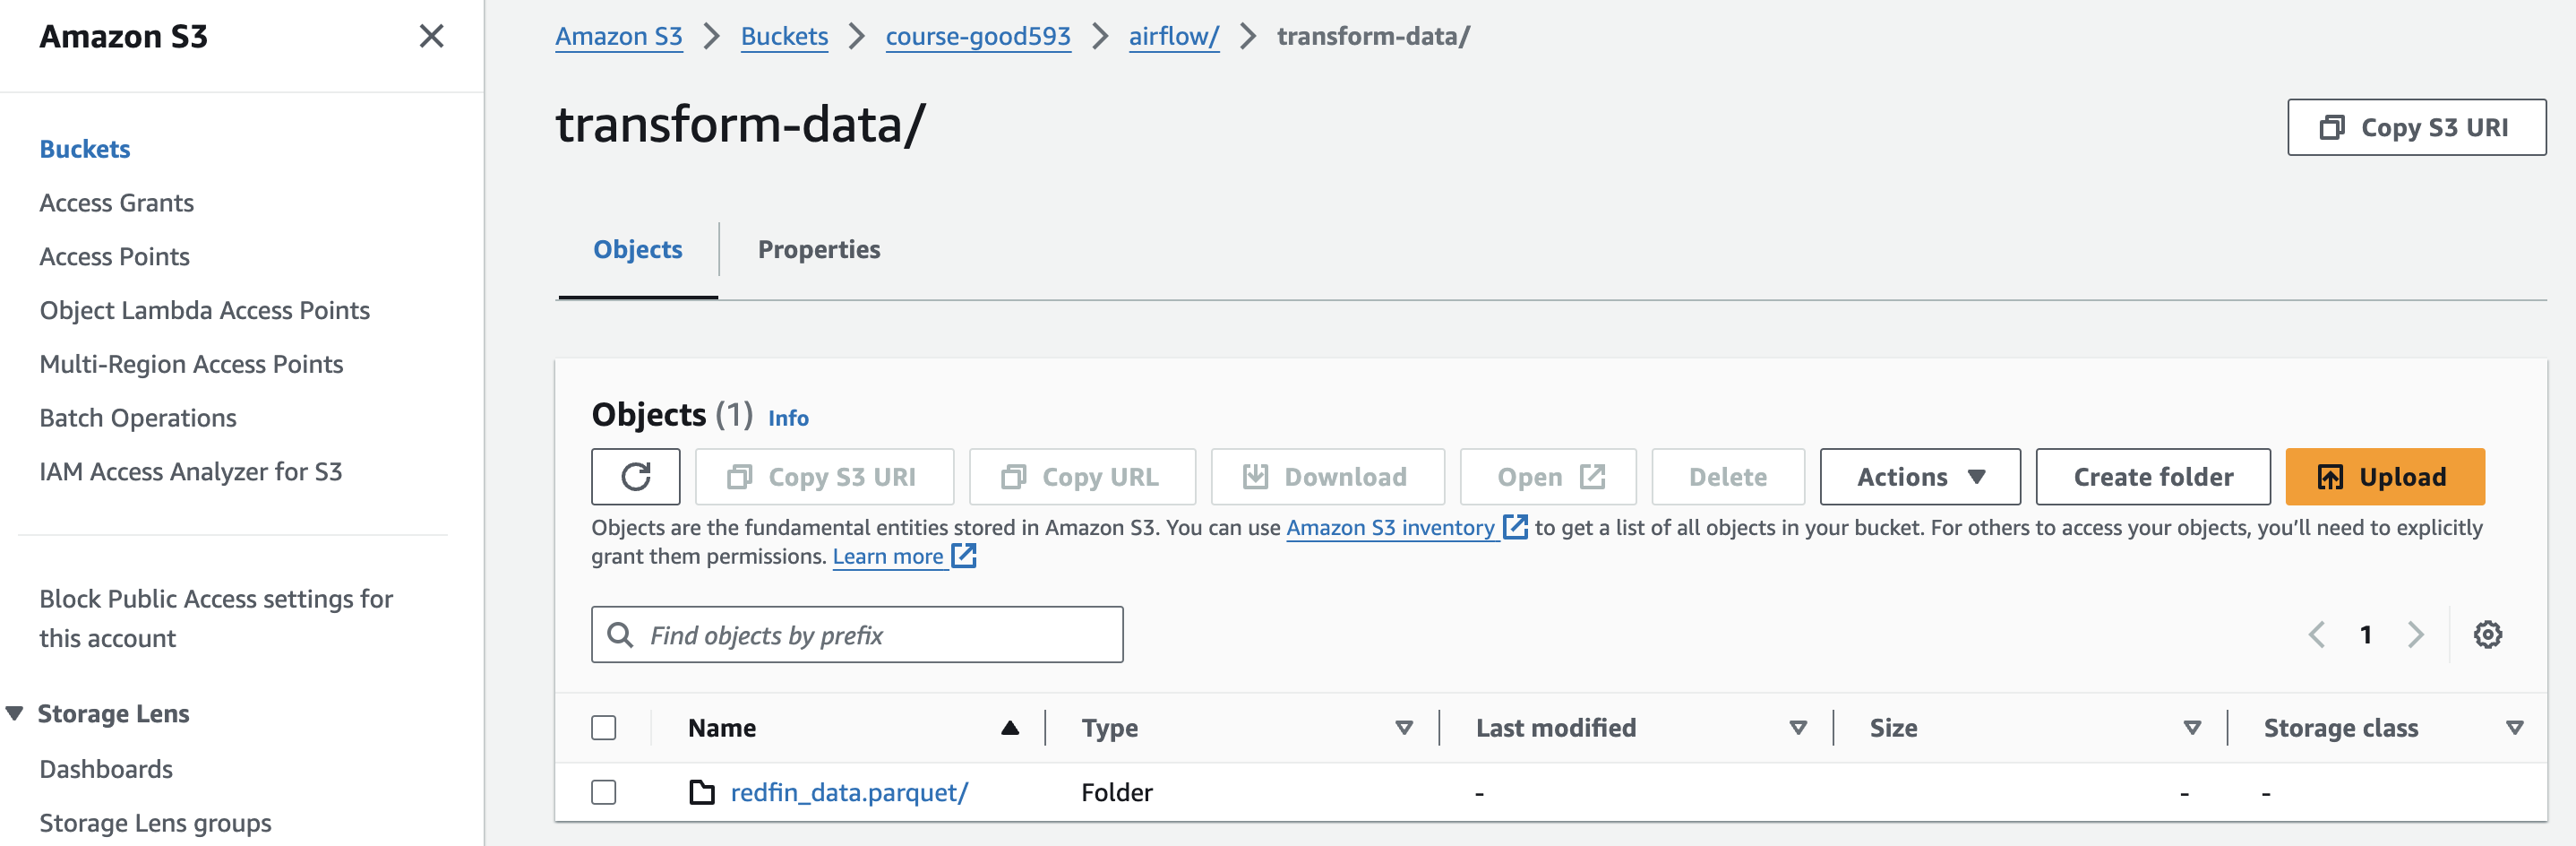 Amazon S3
Buckets
Access Grants
Access Points
Object Lambda Access Points
Multi-Region Access Points
Batch Operations
IAM Access Analyzer for S3
Block Public Access settings for
this account
Storage Lens
Dashboards
Storage Lens groups
Amazon S3 Buckets course-good593 airflow/ transform-data/
transform-data/
Copy S3 URI
Objects Properties
Objects (1) Info
Copy S3 URI Copy URL Download Open Delete Actions Create folder Upload
Objects are the fundamental entities stored in Amazon S3. You can use Amazon S3 inventory to get a list of all objects in your bucket. For others to access your objects, you’ll need to explicitly
grant them permissions. Learn more
Find objects by prefix
1
Name Type Last modified Size Storage class
redfin_data.parquet/ Folder - - -